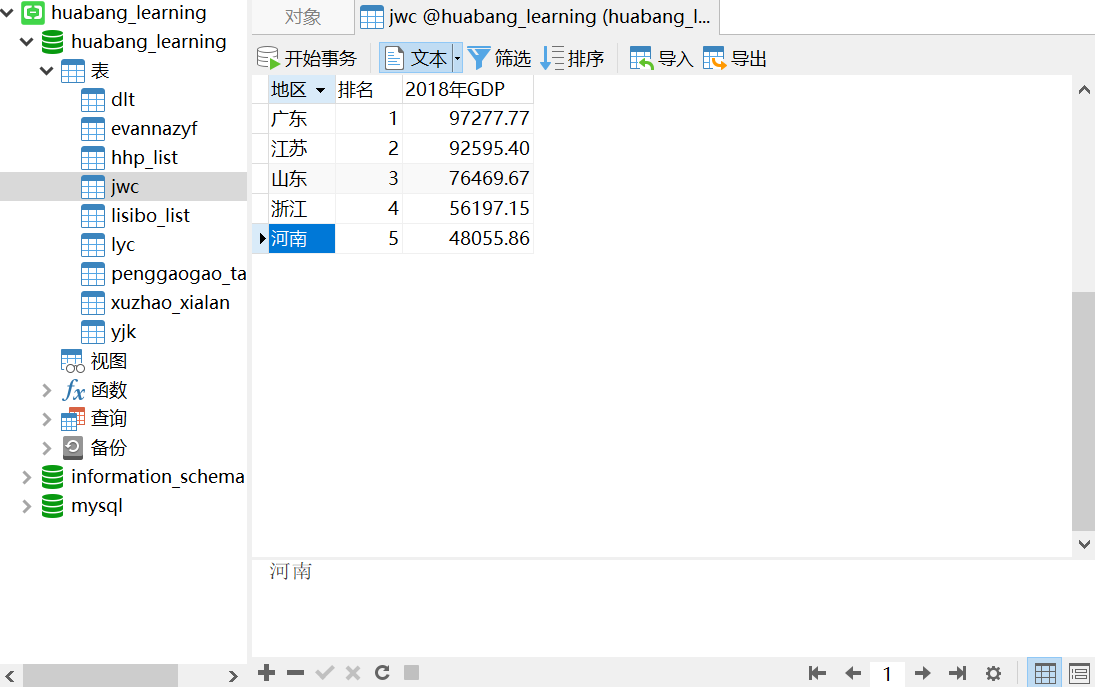 huabang_learning
huabang_learning
表
dlt
evannazyf
hhp_list
jwc
lisibo_list
lyc
penggaogao_ta
xuzhao_xialan
yjk
视图
fx 函数
查询
备份
information_schema
mysql
对象 jwc @huabang_learning (huabang_l...
开始事务 文本 筛选 排序 导入 导出
地区 排名 2018年GDP
广东 1 97277.77
江苏 2 92595.40
山东 3 76469.67
浙江 4 56197.15
河南 5 48055.86
河南
1